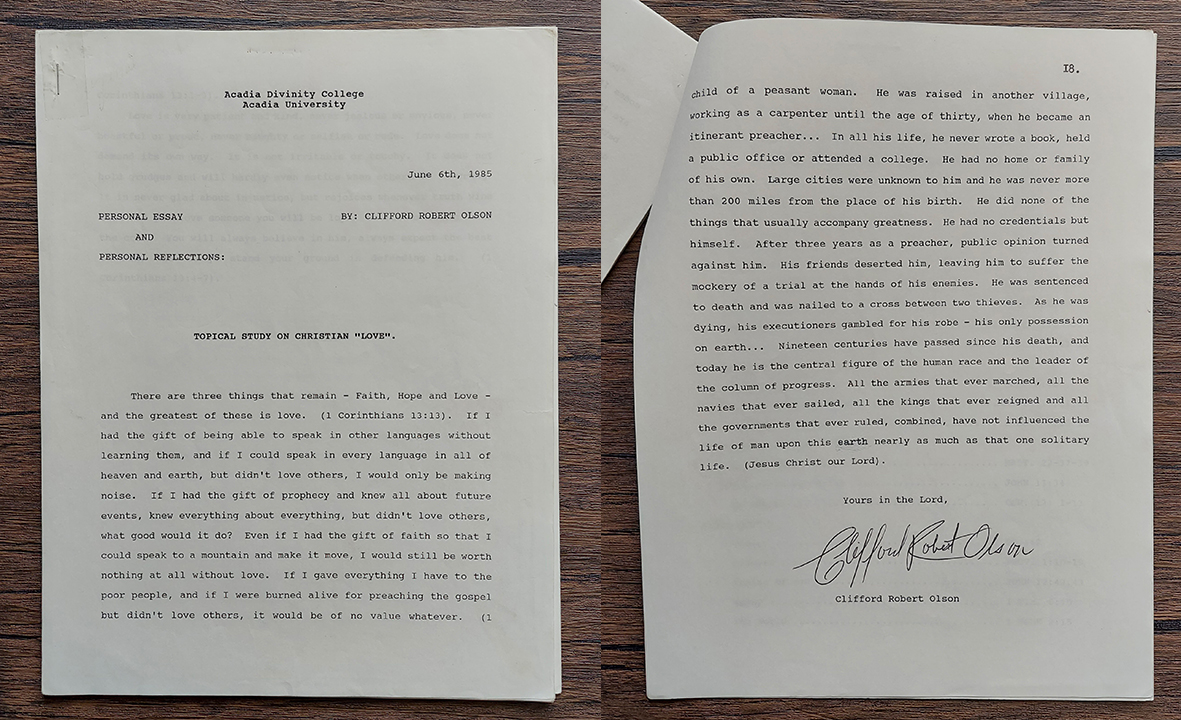 Acadia Divinity College
Acadia University
June 6th, 1985
PERSONAL ESSAY BY: CLIFFORD ROBERT OLSON
AND
PERSONAL REFLECTIONS:
TOPICAL STUDY ON CHRISTIAN "LOVE".
There are three things that remain - Faith, Hope and Love -
and the greatest of these is love. (1 Corinthians 13:13). If I
had the gift of being able to speak in other languages without
learning them, and if I could speak in every language in all of
heaven and earth, but didn't love others, I would only be making
noise. If I had the gift of prophecy and knew all about future
events, knew everything about everything, but didn't love others,
what good would it do? Even if I had the gift of faith so that I
could speak to a mountain and make it move, I would still be worth
nothing at all without love. If I gave everything I have to the
poor people, and if I were burned alive for preaching the gospel
but didn't love others, it would be of no value whatever. (1
18.
child of a peasant woman. He was raised in another village,
working as a carpenter until the age of thirty, when he became an
itinerant preacher... In all his life, he never wrote a book, held
a public office or attended a college. He had no home or family
of his own. Large cities were unknown to him and he was never more
than 200 miles from the place of his birth. He did none of the
things that usually accompany greatness. He had no credentials but
himself. After three years as a preacher, public opinion turned
against him. His friends deserted him, leaving him to suffer the
mockery of a trial at the hands of his enemies. He was sentenced
to death and was nailed to a cross between two thieves. As he was
dying, his executioners gambled for his robe - his only possession
on earth... Nineteen centuries have passed since his death, and
today he is the central figure of the human race and the leader of
the column of progress. All the armies that ever marched, all the
navies that ever sailed, all the kings that ever reigned and all
the governments that ever ruled, combined, have not influenced the
life of man upon this earth nearly as much as that one solitary
life. (Jesus Christ our Lord).
Yours in the Lord,
Clifford Robert Olson
Clifford Robert Olson